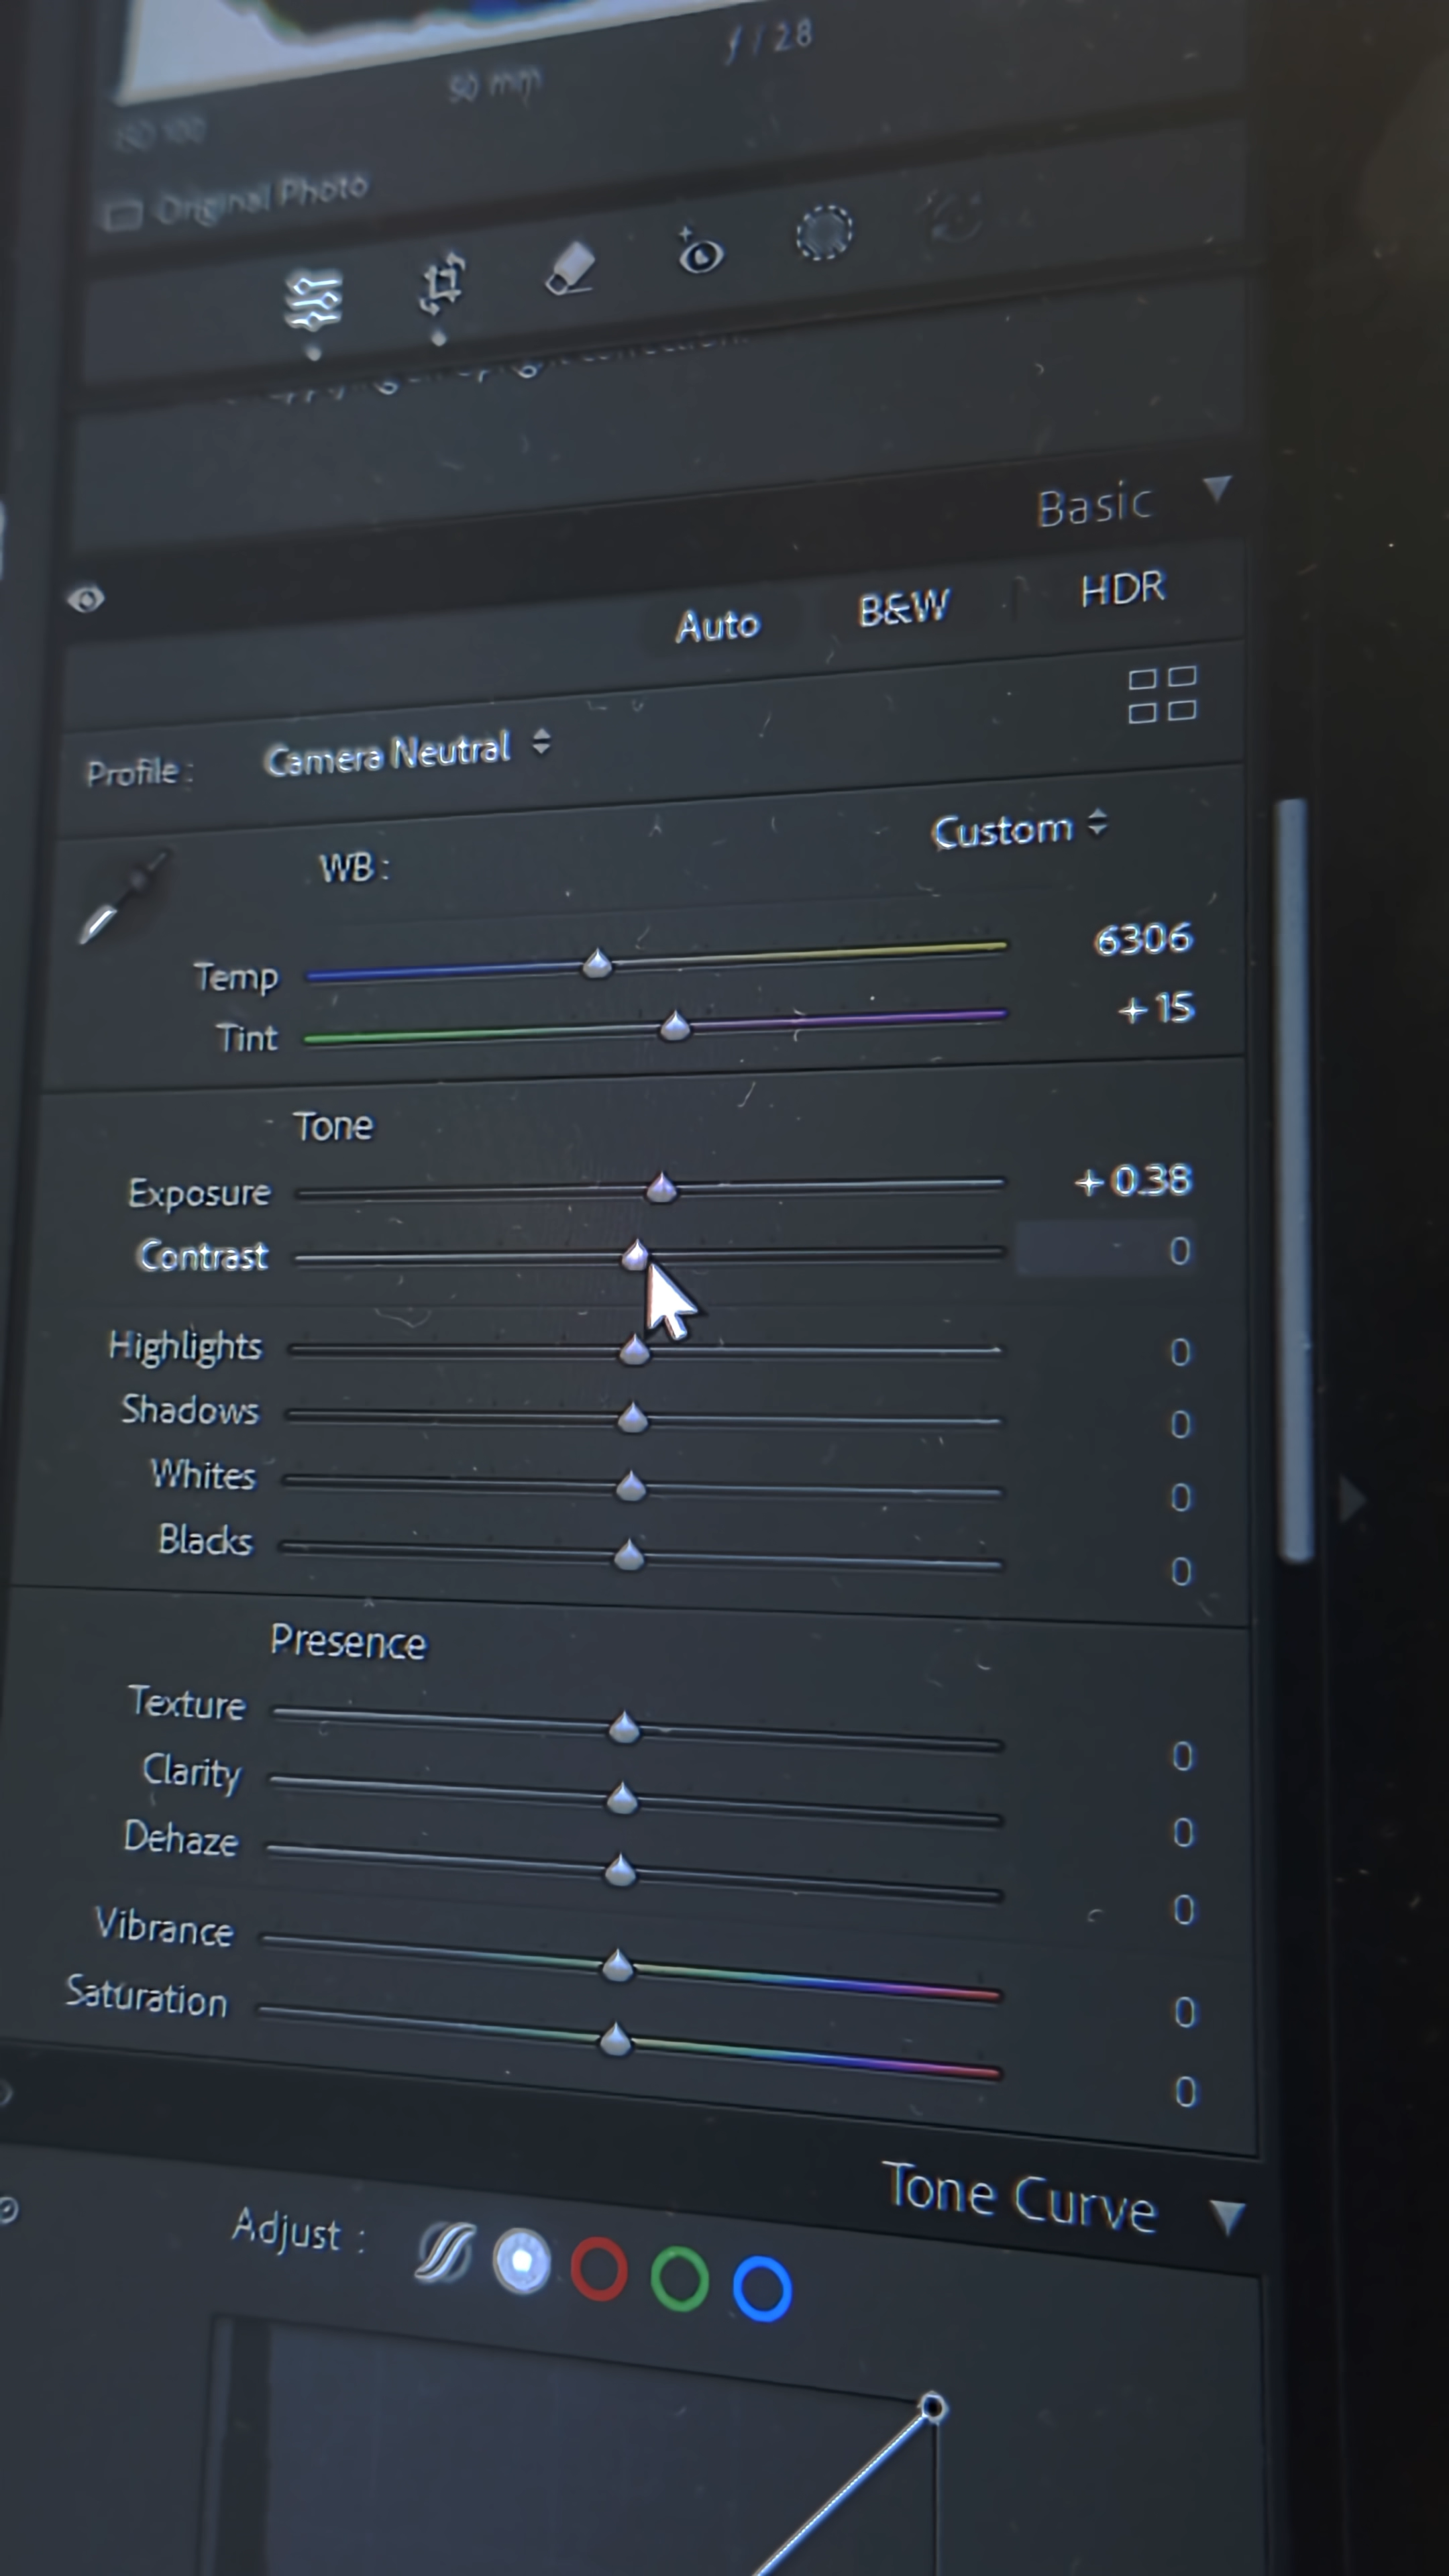 ƒ / 2.8
50 mm
ISO 100
Original Photo
Basic
Auto B&W HDR
Profile : Camera Neutral
WB : Custom
Temp 6306
Tint + 15
Tone
Exposure + 0.38
Contrast 0
Highlights 0
Shadows 0
Whites 0
Blacks 0
Presence
Texture 0
Clarity 0
Dehaze 0
Vibrance 0
Saturation 0
Tone Curve
Adjust :